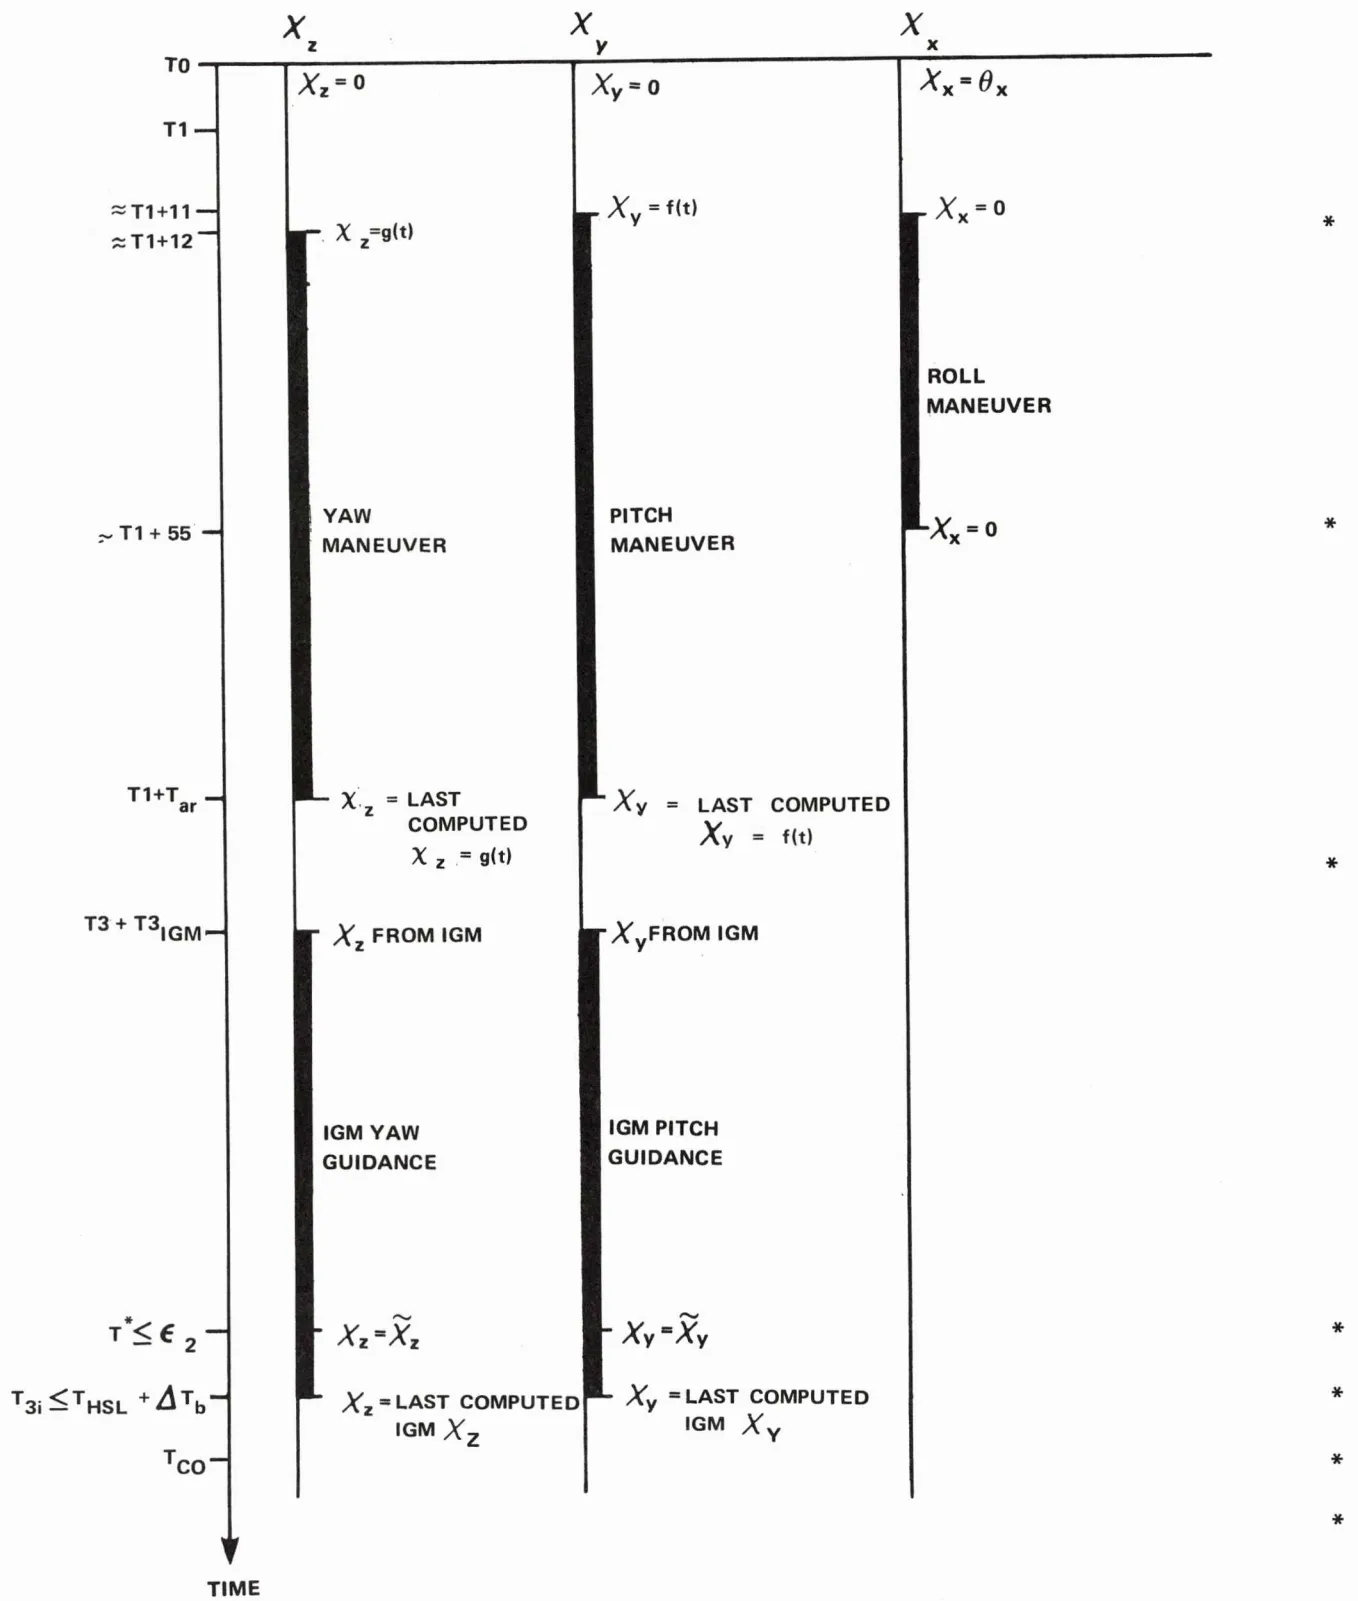 χz χy χx
T0 χz = 0 χy = 0 χx = θx
T1
≈ T1+11 χy = f(t) χx = 0 *
≈ T1+12 χz =g(t)
ROLL
MANEUVER
YAW PITCH
MANEUVER MANEUVER
~ T1 + 55 χx = 0 *
T1+Tar χz = LAST χy = LAST COMPUTED
COMPUTED χy = f(t)
χz = g(t) *
T3 + T3IGM χz FROM IGM χy FROM IGM
IGM YAW IGM PITCH
GUIDANCE GUIDANCE
T* ≤ ϵ2 χz = χ̃z χy = χ̃y *
T3i ≤ THSL + ΔTb χz = LAST COMPUTED χy = LAST COMPUTED *
IGM χZ IGM χY
TCO *
*
TIME